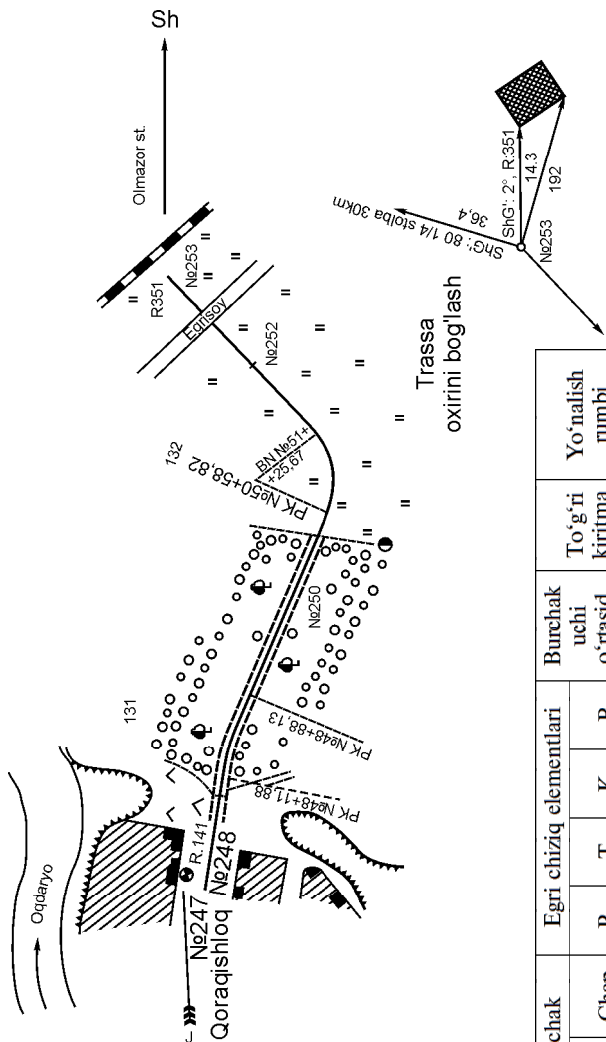 Sh
Olmazor st.
R351
№253
Egrisoy
№252
132
BN №51+
+25,67
PK №50+58,82
№250
131
PK №48+88,13
PK №48+11,88
R.141
№248
№247
Qoraqishloq
Oqdaryo
Trassa
oxirini bog'lash
ShG': 80 1/4 stolba 30km
36.4
ShG': 2°, R:351
14.3
192
№253
chak
Chap
Egri chiziq elementlari
R
T
K
Burchak
uchi
To‘g‘ri
kiritma
Yo‘nalish
rumbi